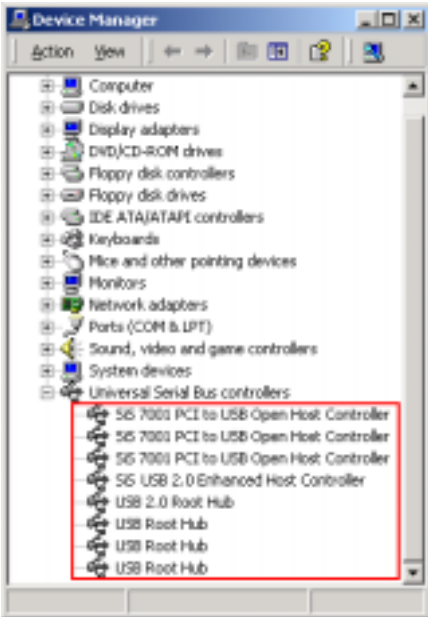 Device Manager
Action View
Computer
Disk drives
Display adapters
DVD/CD-ROM drives
Floppy disk controllers
Floppy disk drives
IDE ATA/ATAPI controllers
Keyboards
Mice and other pointing devices
Monitors
Network adapters
Ports (COM & LPT)
Sound, video and game controllers
System devices
Universal Serial Bus controllers
SiS 7001 PCI to USB Open Host Controller
SiS 7001 PCI to USB Open Host Controller
SiS 7001 PCI to USB Open Host Controller
SiS USB 2.0 Enhanced Host Controller
USB 2.0 Root Hub
USB Root Hub
USB Root Hub
USB Root Hub